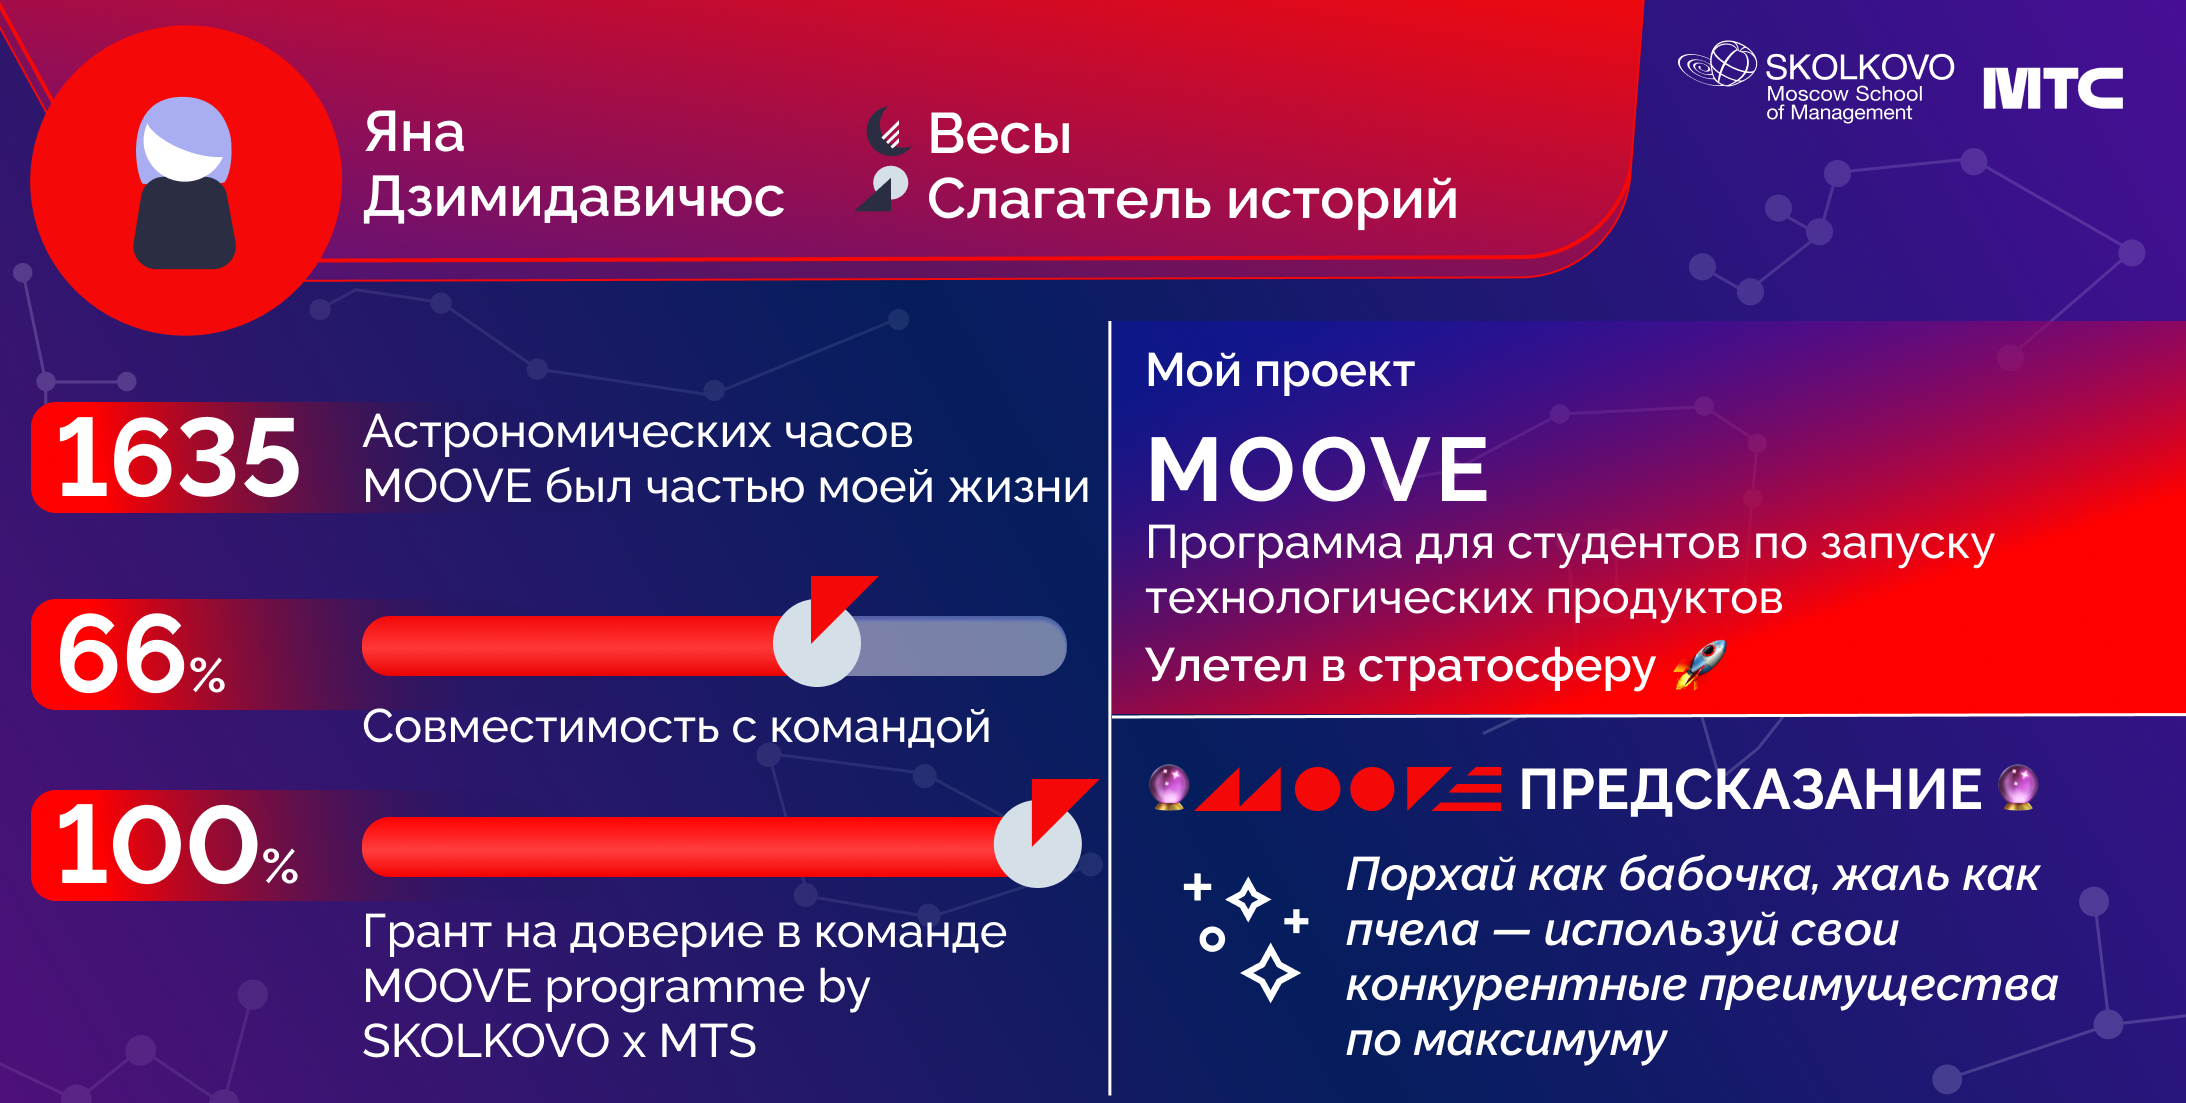 Яна
Дзимидавичюс
Весы
Слагатель историй
SKOLKOVO
Moscow School
of Management
МТС
1635
Астрономических часов
MOOVE был частью моей жизни
66%
Совместимость с командой
100%
Грант на доверие в команде
MOOVE programme by
SKOLKOVO x MTS
Мой проект
MOOVE
Программа для студентов по запуску
технологических продуктов
Улетел в стратосферу 🚀
🔮 MOOVE ПРЕДСКАЗАНИЕ 🔮
Порхай как бабочка, жаль как
пчела — используй свои
конкурентные преимущества
по максимуму